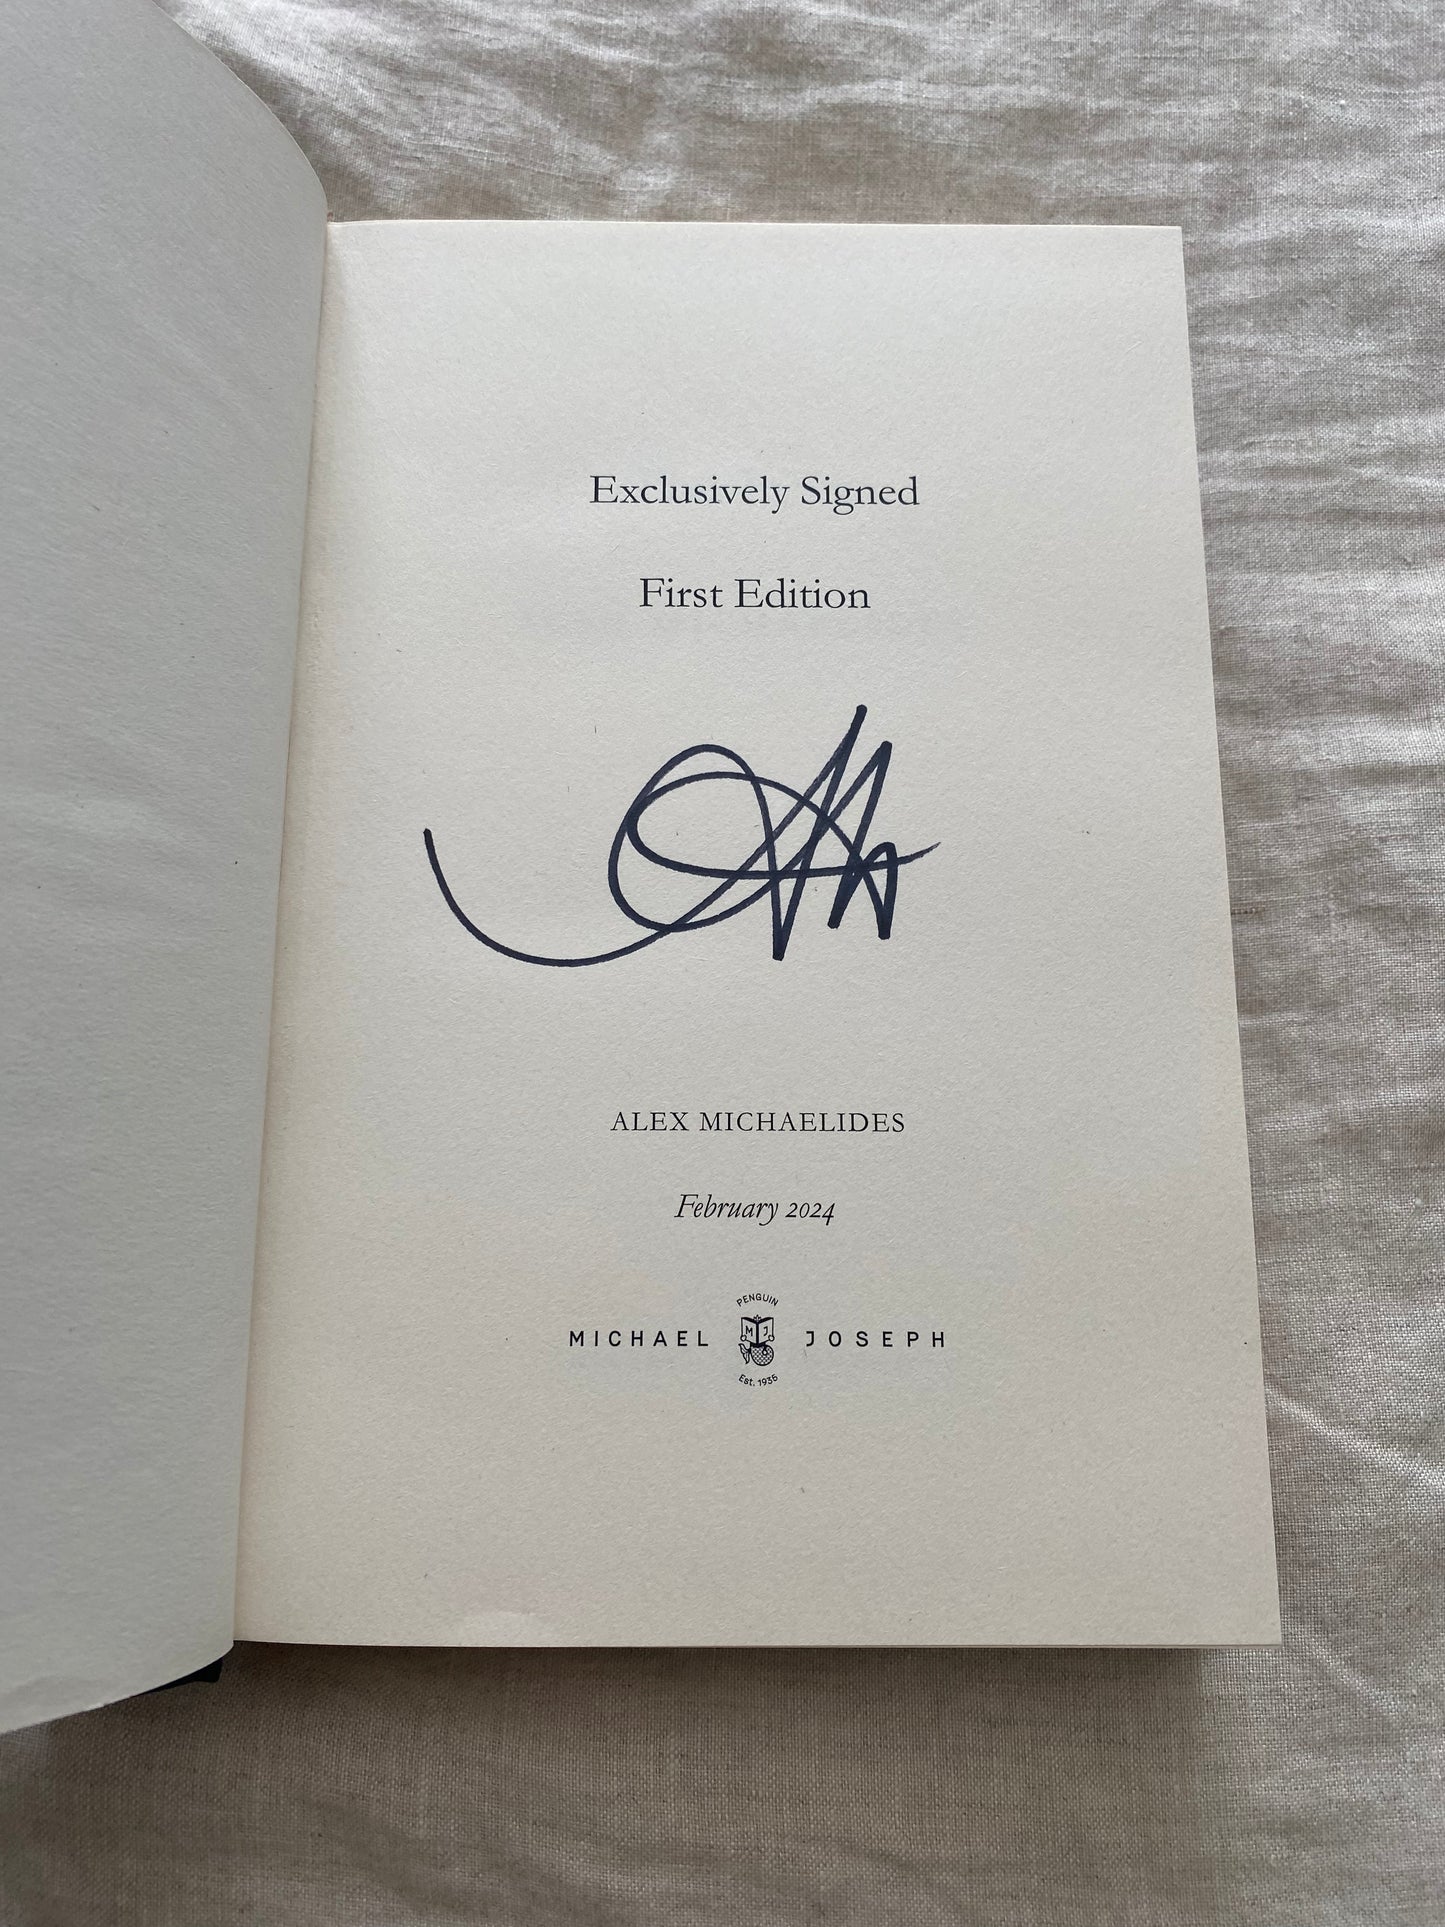 Exclusively Signed
First Edition
ALEX MICHAELIDES
February 2024
PENGUIN
MICHAEL MJ JOSEPH
Est. 1935